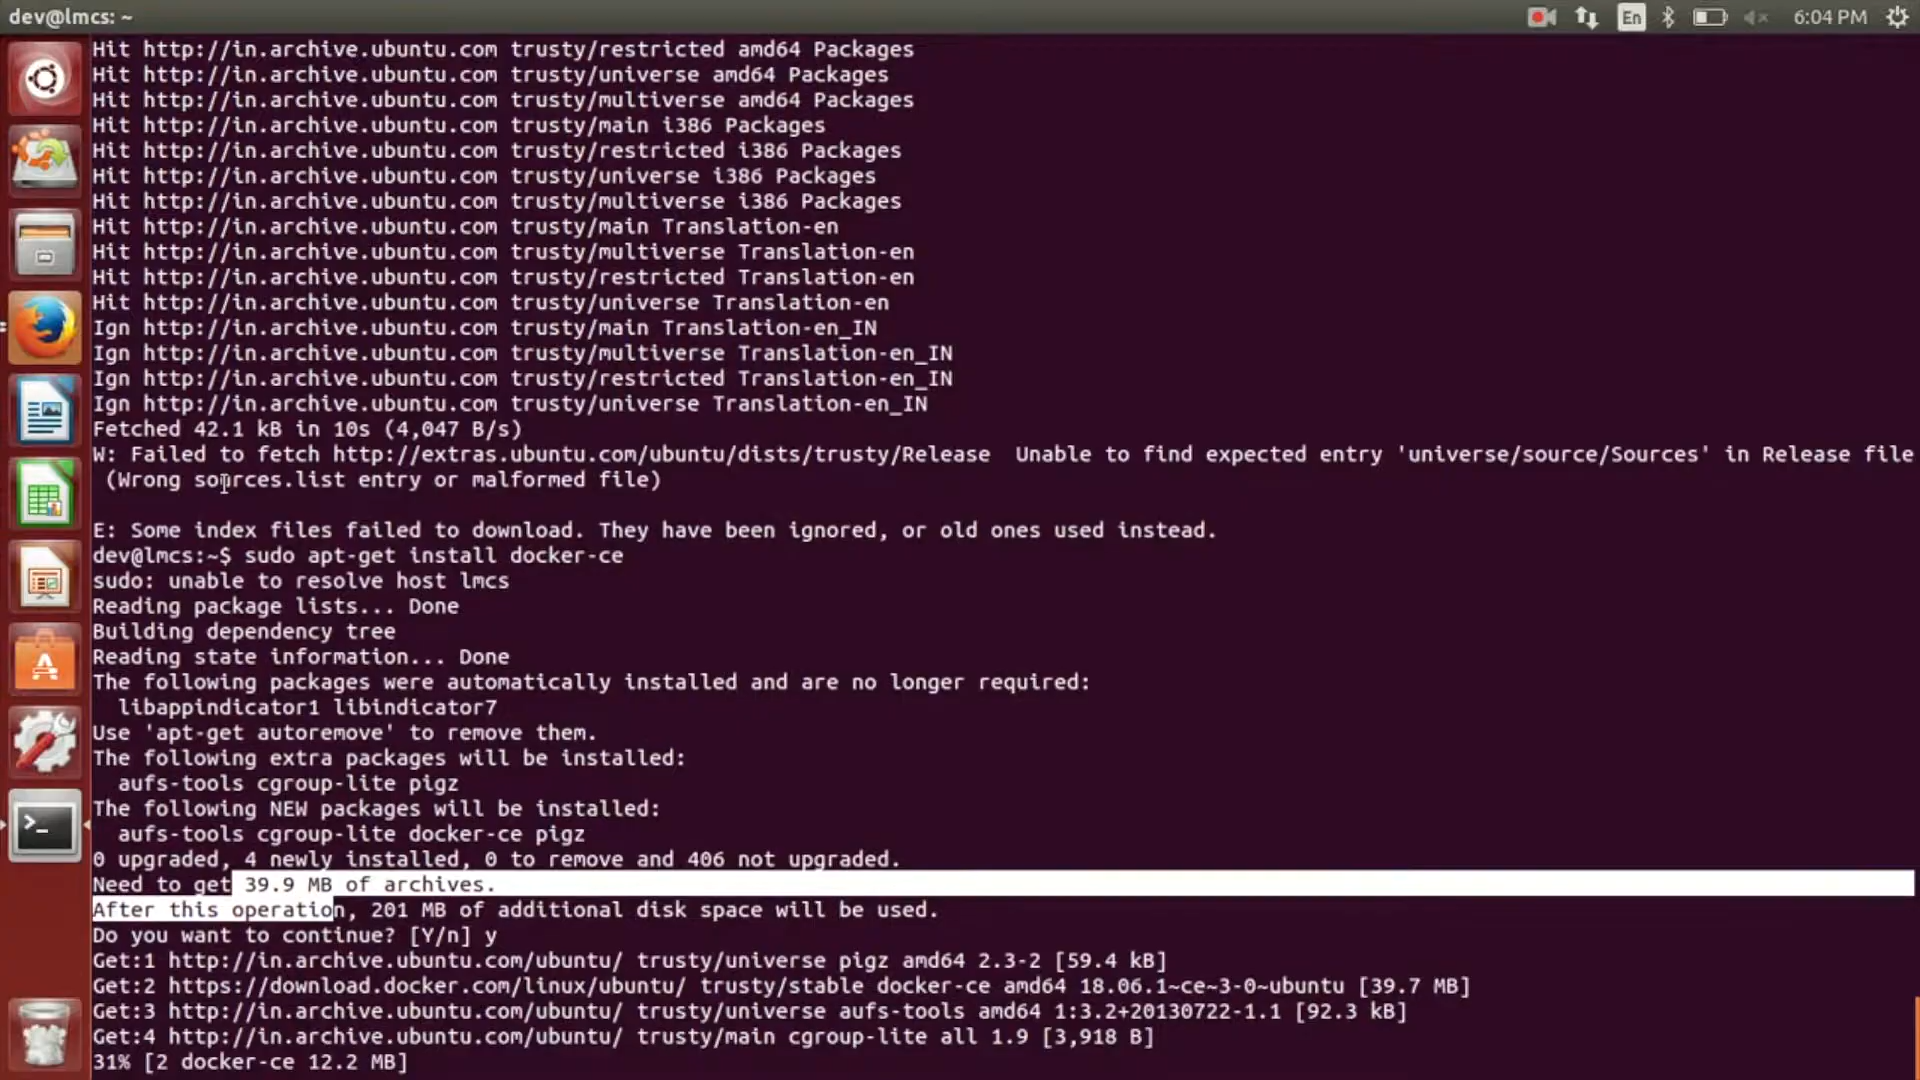 dev@lmcs: ~
En
6:04 PM
Hit http://in.archive.ubuntu.com trusty/restricted amd64 Packages
Hit http://in.archive.ubuntu.com trusty/universe amd64 Packages
Hit http://in.archive.ubuntu.com trusty/multiverse amd64 Packages
Hit http://in.archive.ubuntu.com trusty/main i386 Packages
Hit http://in.archive.ubuntu.com trusty/restricted i386 Packages
Hit http://in.archive.ubuntu.com trusty/universe i386 Packages
Hit http://in.archive.ubuntu.com trusty/multiverse i386 Packages
Hit http://in.archive.ubuntu.com trusty/main Translation-en
Hit http://in.archive.ubuntu.com trusty/multiverse Translation-en
Hit http://in.archive.ubuntu.com trusty/restricted Translation-en
Hit http://in.archive.ubuntu.com trusty/universe Translation-en
Ign http://in.archive.ubuntu.com trusty/main Translation-en_IN
Ign http://in.archive.ubuntu.com trusty/multiverse Translation-en_IN
Ign http://in.archive.ubuntu.com trusty/restricted Translation-en_IN
Ign http://in.archive.ubuntu.com trusty/universe Translation-en_IN
Fetched 42.1 kB in 10s (4,047 B/s)
W: Failed to fetch http://extras.ubuntu.com/ubuntu/dists/trusty/Release  Unable to find expected entry 'universe/source/Sources' in Release file
(Wrong sources.list entry or malformed file)
E: Some index files failed to download. They have been ignored, or old ones used instead.
dev@lmcs:~$ sudo apt-get install docker-ce
sudo: unable to resolve host lmcs
Reading package lists... Done
Building dependency tree
Reading state information... Done
The following packages were automatically installed and are no longer required:
libappindicator1 libindicator7
Use 'apt-get autoremove' to remove them.
The following extra packages will be installed:
aufs-tools cgroup-lite pigz
The following NEW packages will be installed:
aufs-tools cgroup-lite docker-ce pigz
0 upgraded, 4 newly installed, 0 to remove and 406 not upgraded.
Need to get 39.9 MB of archives.
After this operation, 201 MB of additional disk space will be used.
Do you want to continue? [Y/n] y
Get:1 http://in.archive.ubuntu.com/ubuntu/ trusty/universe pigz amd64 2.3-2 [59.4 kB]
Get:2 https://download.docker.com/linux/ubuntu/ trusty/stable docker-ce amd64 18.06.1~ce~3-0~ubuntu [39.7 MB]
Get:3 http://in.archive.ubuntu.com/ubuntu/ trusty/universe aufs-tools amd64 1:3.2+20130722-1.1 [92.3 kB]
Get:4 http://in.archive.ubuntu.com/ubuntu/ trusty/main cgroup-lite all 1.9 [3,918 B]
31% [2 docker-ce 12.2 MB]